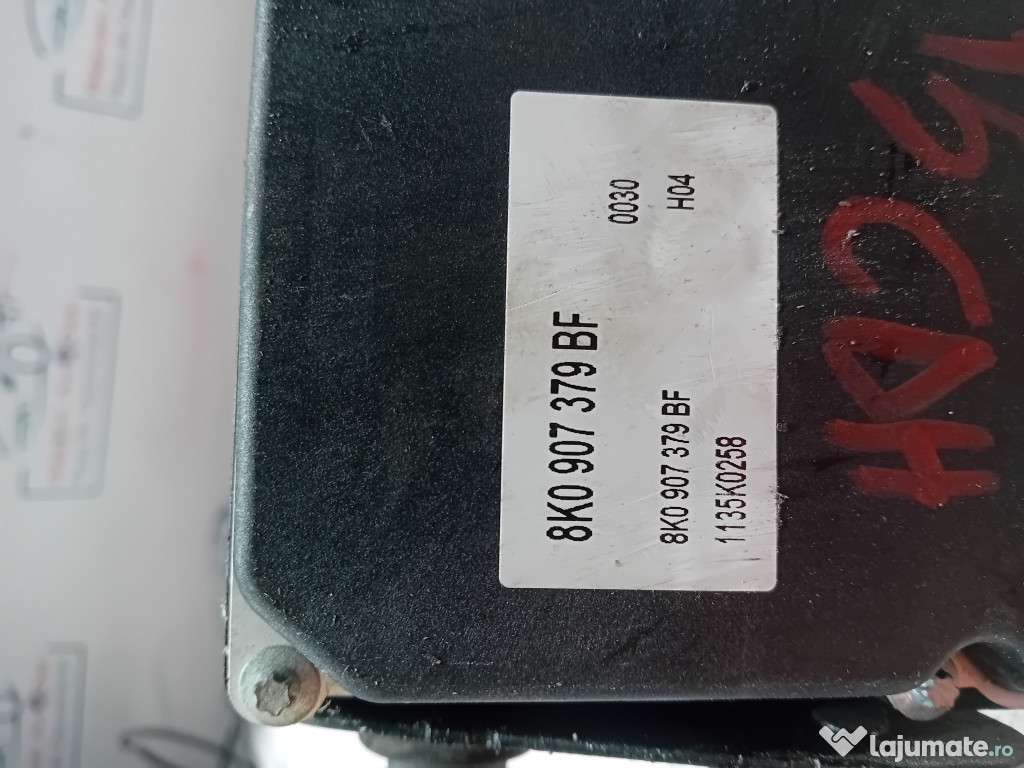 8K0 907 379 BF
0030
8K0 907 379 BF H04
1135K0258
lajumate.ro